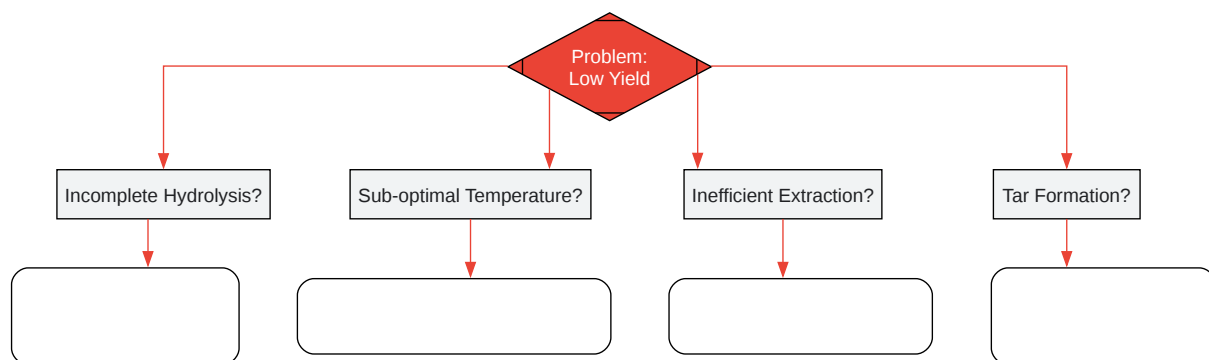 Problem:
Low Yield
Incomplete Hydrolysis?
Sub-optimal Temperature?
Inefficient Extraction?
Tar Formation?